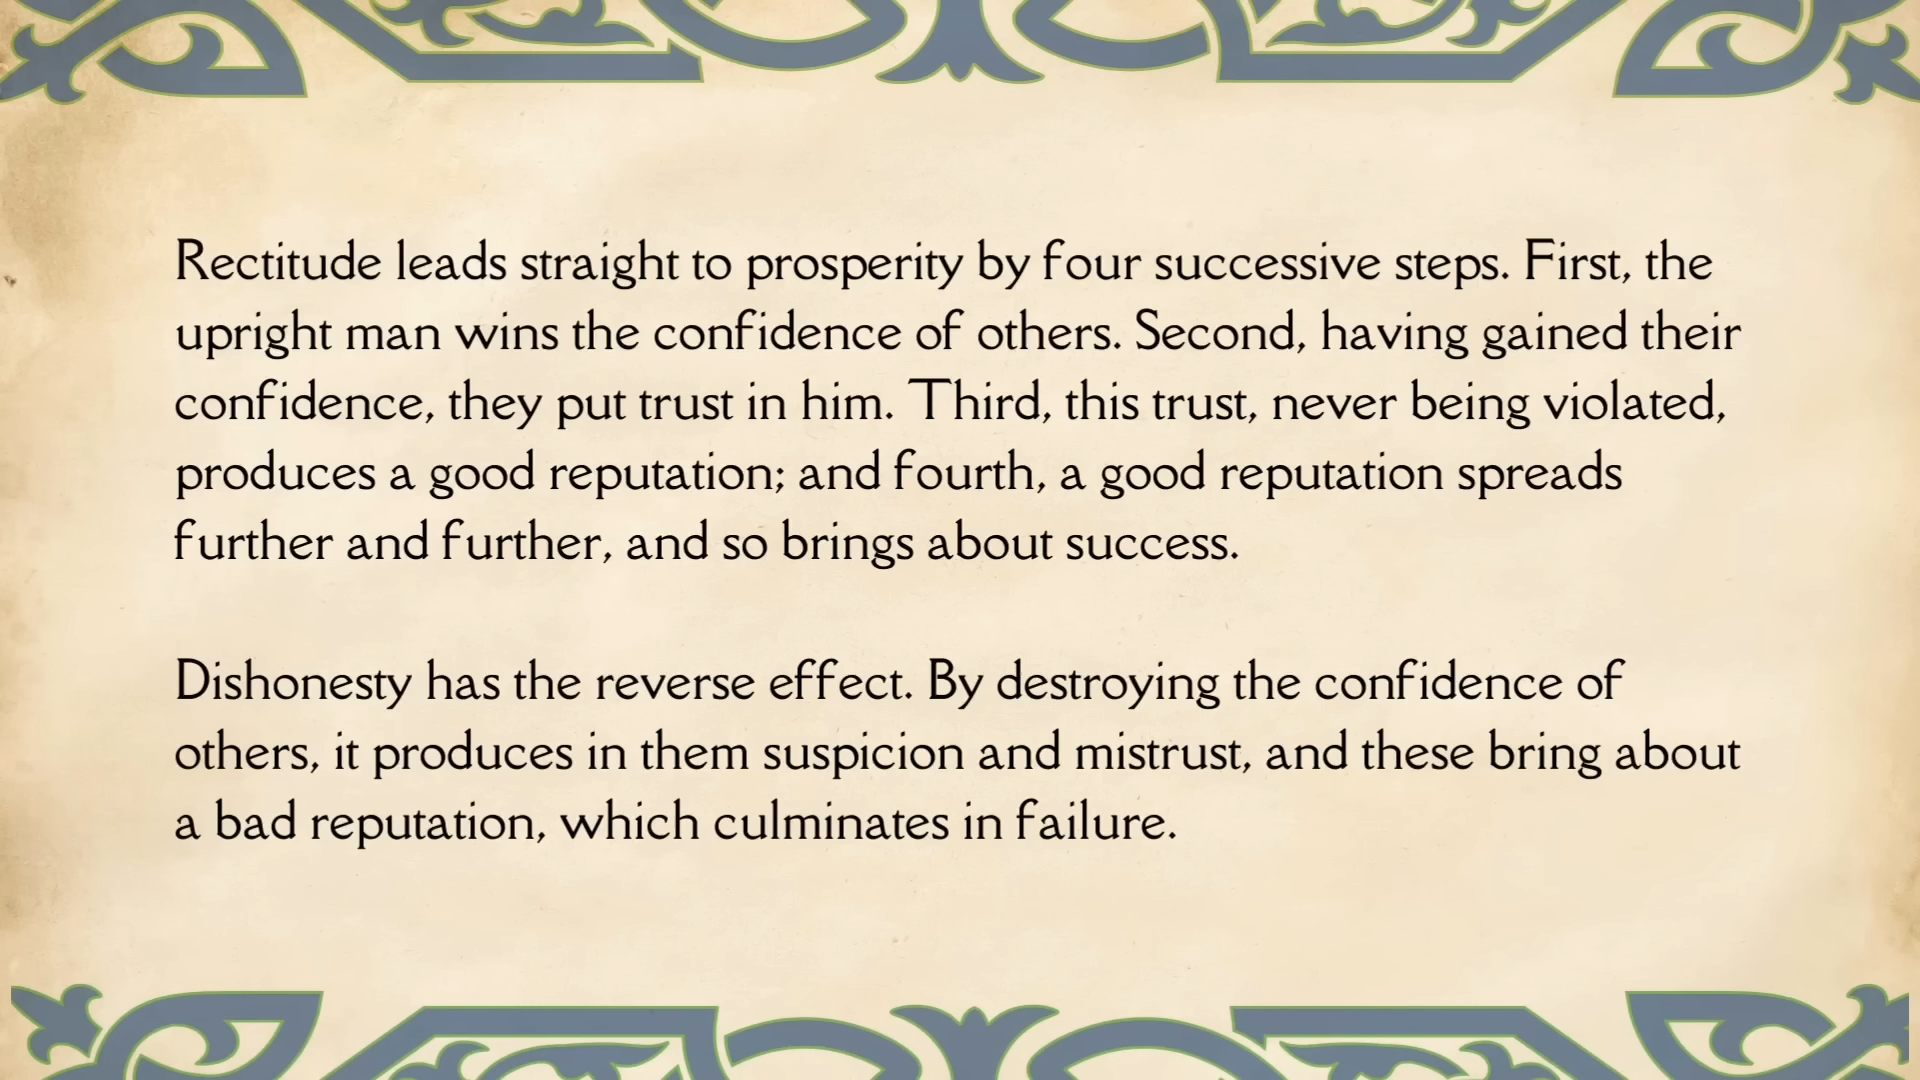 Rectitude leads straight to prosperity by four successive steps. First, the
upright man wins the confidence of others. Second, having gained their
confidence, they put trust in him. Third, this trust, never being violated,
produces a good reputation; and fourth, a good reputation spreads
further and further, and so brings about success.
Dishonesty has the reverse effect. By destroying the confidence of
others, it produces in them suspicion and mistrust, and these bring about
a bad reputation, which culminates in failure.